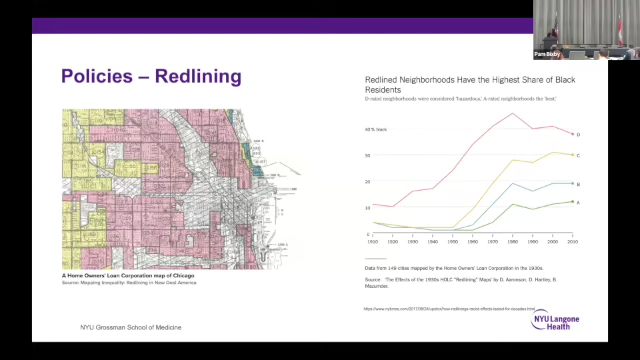 Pam Bixby
Policies – Redlining
A Home Owners' Loan Corporation map of Chicago
Source: Mapping Inequality: Redlining in New Deal America
NYU Grossman School of Medicine
Redlined Neighborhoods Have the Highest Share of Black
Residents
D-rated neighborhoods were considered 'hazardous,' A-rated neighborhoods the 'best.'
40 % black
30
20
10
D
C
B
A
1910 1920 1930 1940 1950 1960 1970 1980 1990 2000 2010
Data from 149 cities mapped by the Home Owners' Loan Corporation in the 1930s.
Source: 'The Effects of the 1930s HOLC "Redlining" Maps' by D. Aaronson, D. Hartley, B.
Mazumder.
NYU Langone
Health